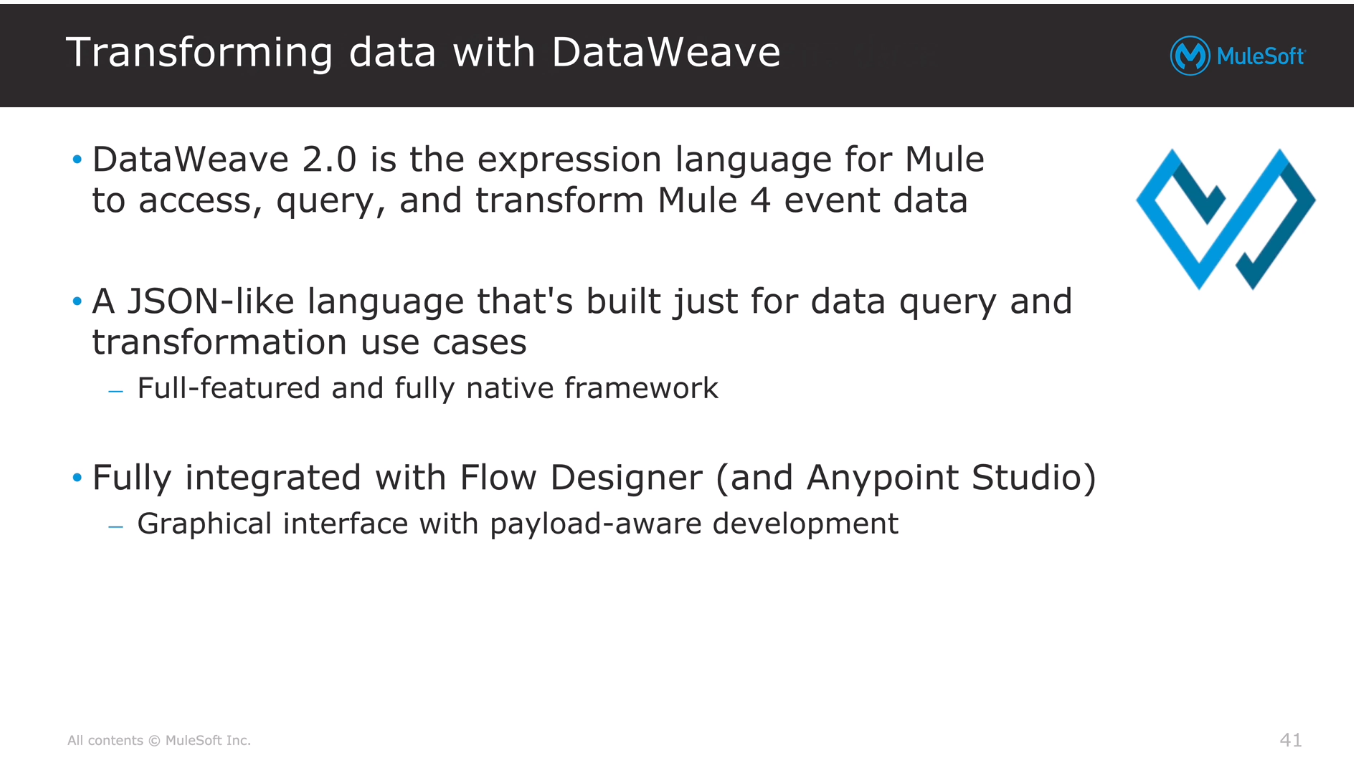 Transforming data with DataWeave
MuleSoft
• DataWeave 2.0 is the expression language for Mule
to access, query, and transform Mule 4 event data
• A JSON-like language that's built just for data query and
transformation use cases
– Full-featured and fully native framework
• Fully integrated with Flow Designer (and Anypoint Studio)
– Graphical interface with payload-aware development
All contents © MuleSoft Inc.
41